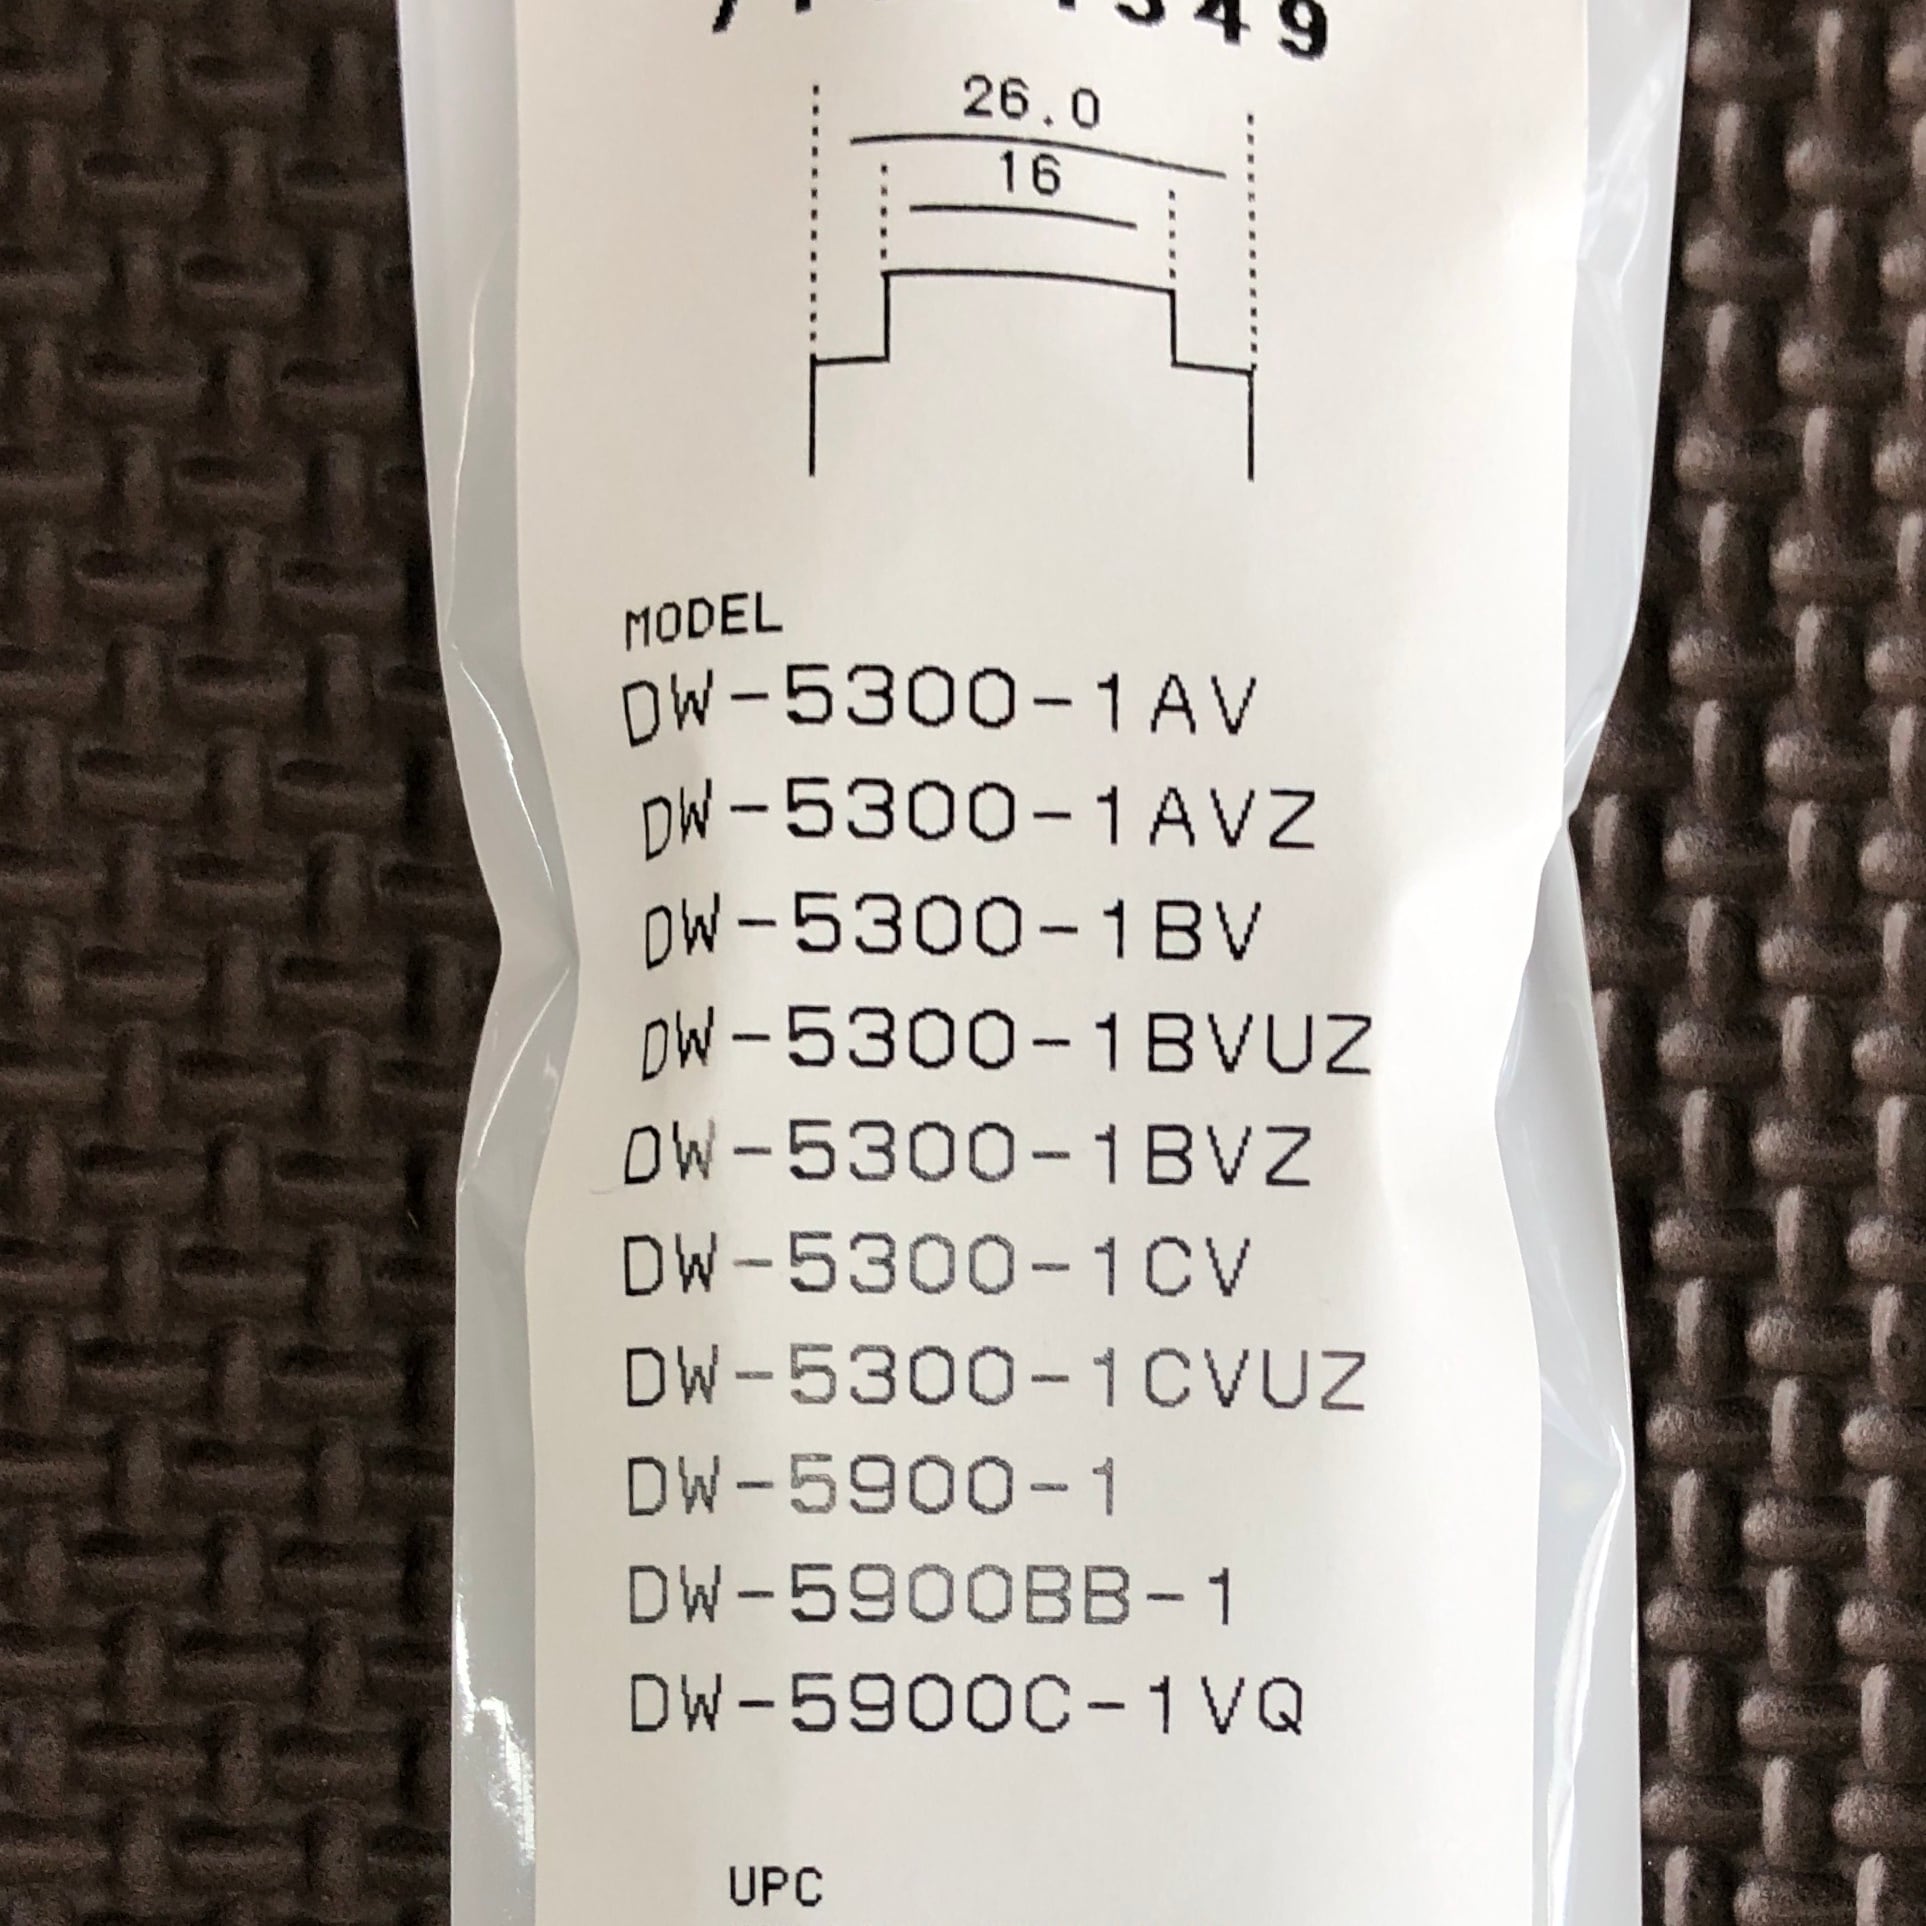 26.0
16
MODEL
DW-5300-1AV
DW-5300-1AVZ
DW-5300-1BV
DW-5300-1BVUZ
DW-5300-1BVZ
DW-5300-1CV
DW-5300-1CVUZ
DW-5900-1
DW-5900BB-1
DW-5900C-1VQ
UPC